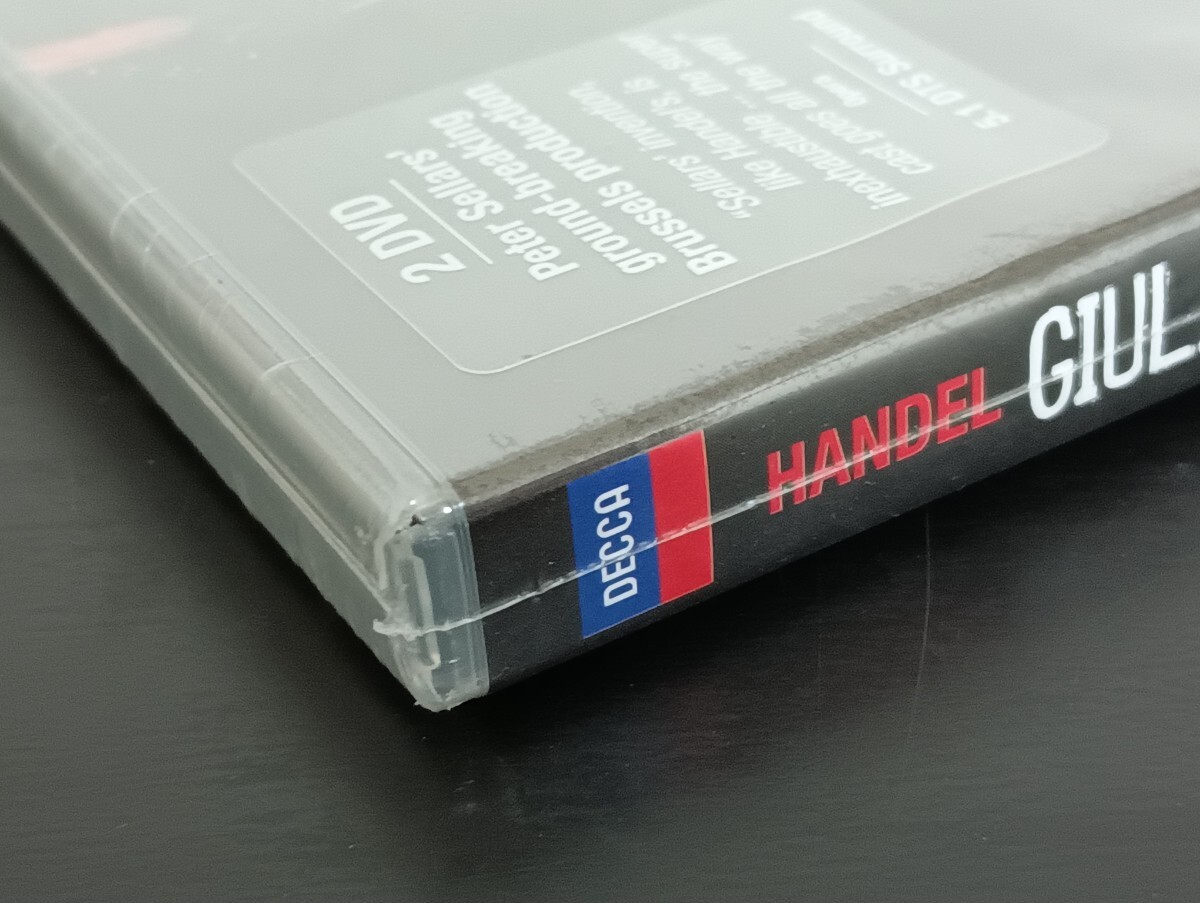 2 DVD
Peter Sellars'
ground-breaking
Brussels production
"Sellars' invention,
like Handel's, is
inexhaustible ... the super
cast goes all the way"
Opera
5.1 DTS Surround
DECCA
HANDEL GIUL